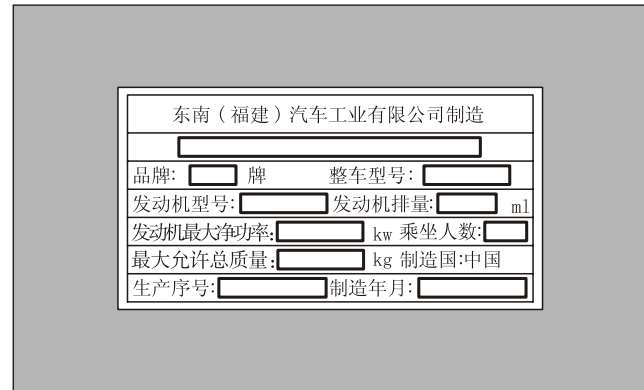 东南（福建）汽车工业有限公司制造
品牌: 牌 整车型号:
发动机型号: 发动机排量: ml
发动机最大净功率: kw 乘坐人数:
最大允许总质量: kg 制造国:中国
生产序号: 制造年月: